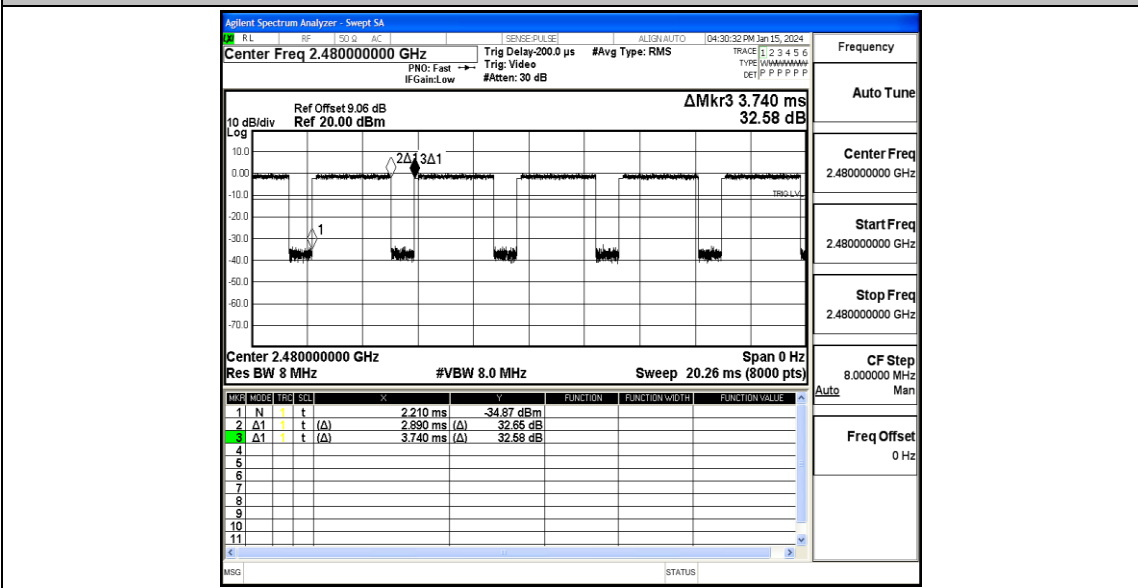 Agilent Spectrum Analyzer - Swept SA
RL RF 50 Ω AC SENSE:PULSE ALIGNAUTO 04:30:32 PM Jan 15, 2024
Center Freq 2.480000000 GHz
PNO: Fast
IFGain:Low
Trig Delay-200.0 µs
Trig: Video
#Atten: 30 dB
#Avg Type: RMS
TRACE 1 2 3 4 5 6
TYPE
DET P P P P P P
Frequency
Auto Tune
Center Freq
2.480000000 GHz
Start Freq
2.480000000 GHz
Stop Freq
2.480000000 GHz
CF Step
8.000000 MHz
Auto Man
Freq Offset
0 Hz
ΔMkr3 3.740 ms
32.58 dB
Ref Offset 9.06 dB
10 dB/div Ref 20.00 dBm
Log
10.0
0.00
-10.0
-20.0
-30.0
-40.0
-50.0
-60.0
-70.0
1
3Δ1
Center 2.480000000 GHz Span 0 Hz
Res BW 8 MHz #VBW 8.0 MHz Sweep 20.26 ms (8000 pts)
MKR MODE TRC SCL X Y FUNCTION FUNCTION WIDTH FUNCTION VALUE
1 N 1 t 2.210 ms -34.87 dBm
2 Δ1 1 t (Δ) 2.890 ms (Δ) 32.65 dB
3 Δ1 1 t (Δ) 3.740 ms (Δ) 32.58 dB
4
5
6
7
8
9
10
11
MSG STATUS